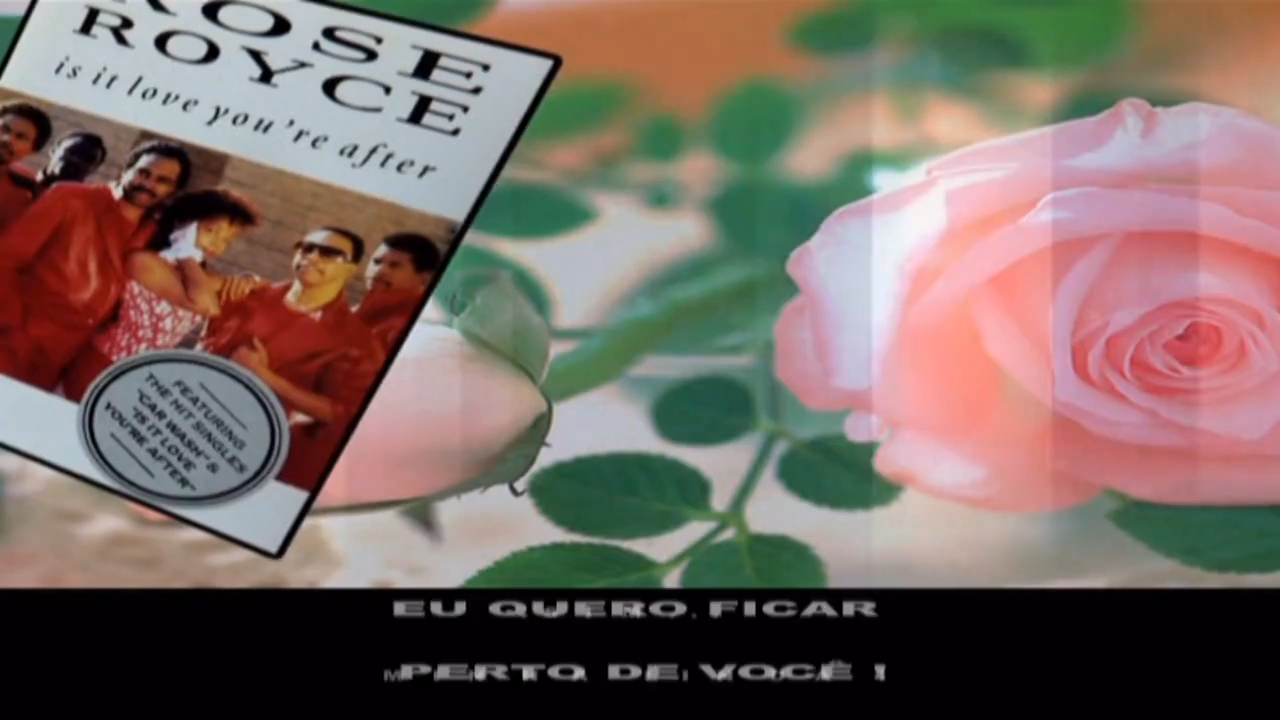 ROSE
ROYCE
is it love you're after
FEATURING
THE HIT SINGLES
"CAR WASH" &
"IS IT LOVE
YOU'RE AFTER"
EU QUERO FICAR
PERTO DE VOCÊ !